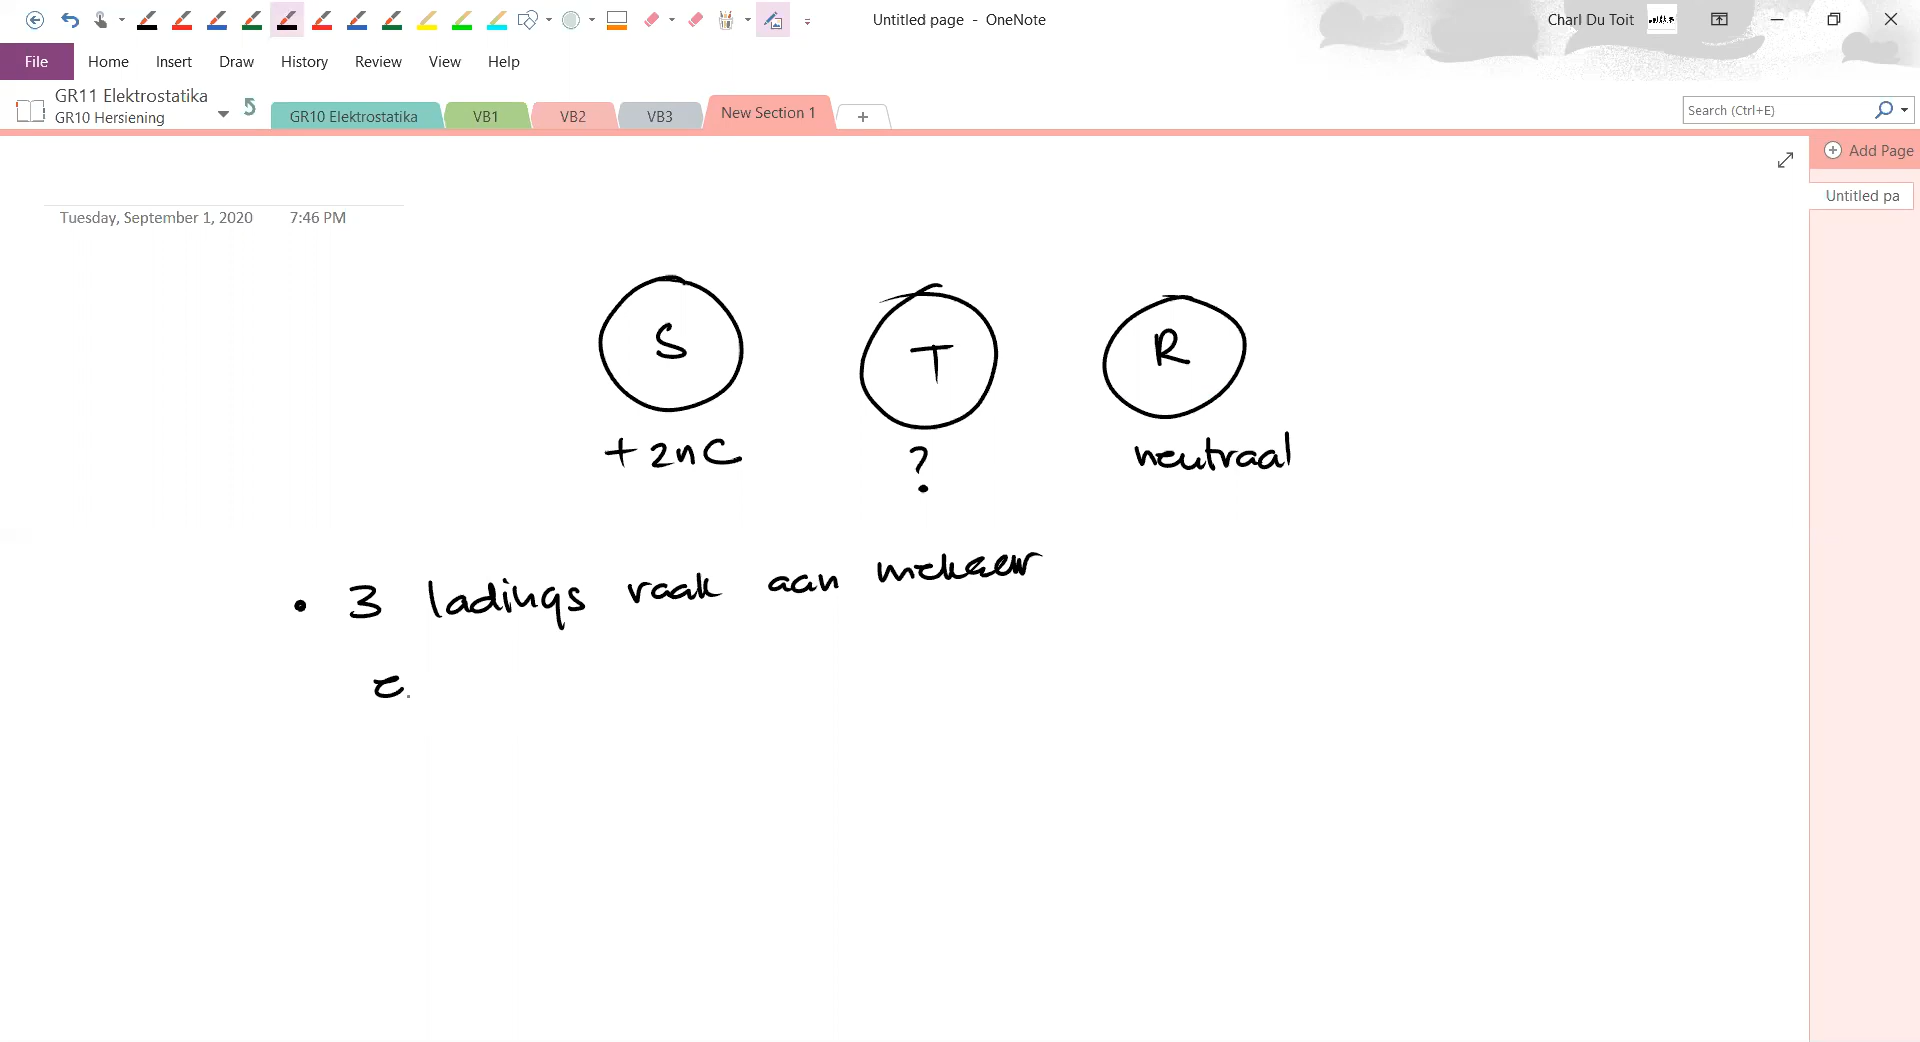 Untitled page - OneNote
Charl Du Toit
File Home Insert Draw History Review View Help
GR11 Elektrostatika
GR10 Hersiening
GR10 Elektrostatika VB1 VB2 VB3 New Section 1
Search (Ctrl+E)
Add Page
Untitled pa
Tuesday, September 1, 2020 7:46 PM
S T R
+2nC ? neutraal
• 3 ladings raak aan mekaar
e